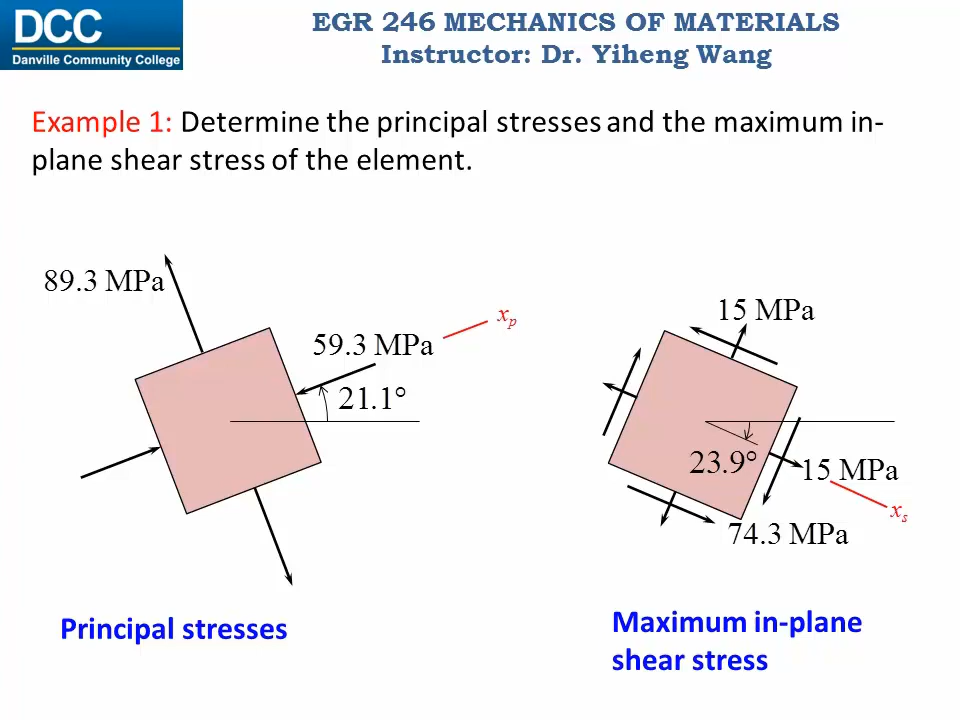 DCC
Danville Community College
EGR 246 MECHANICS OF MATERIALS
Instructor: Dr. Yiheng Wang
Example 1: Determine the principal stresses and the maximum in-
plane shear stress of the element.
89.3 MPa
59.3 MPa
xp
21.1°
15 MPa
23.9°
15 MPa
xs
74.3 MPa
Principal stresses
Maximum in-plane
shear stress